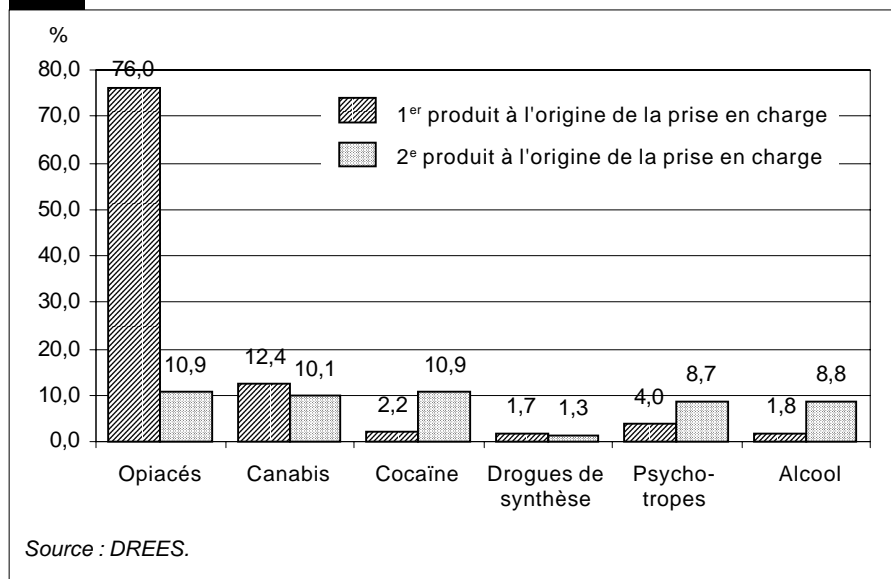 %
80,0
70,0
60,0
50,0
40,0
30,0
20,0
10,0
0,0
76,0
10,9
12,4
10,1
2,2
10,9
1,7
1,3
4,0
8,7
1,8
8,8
1er produit à l'origine de la prise en charge
2e produit à l'origine de la prise en charge
Opiacés
Canabis
Cocaïne
Drogues de
synthèse
Psycho-
tropes
Alcool
Source : DREES.